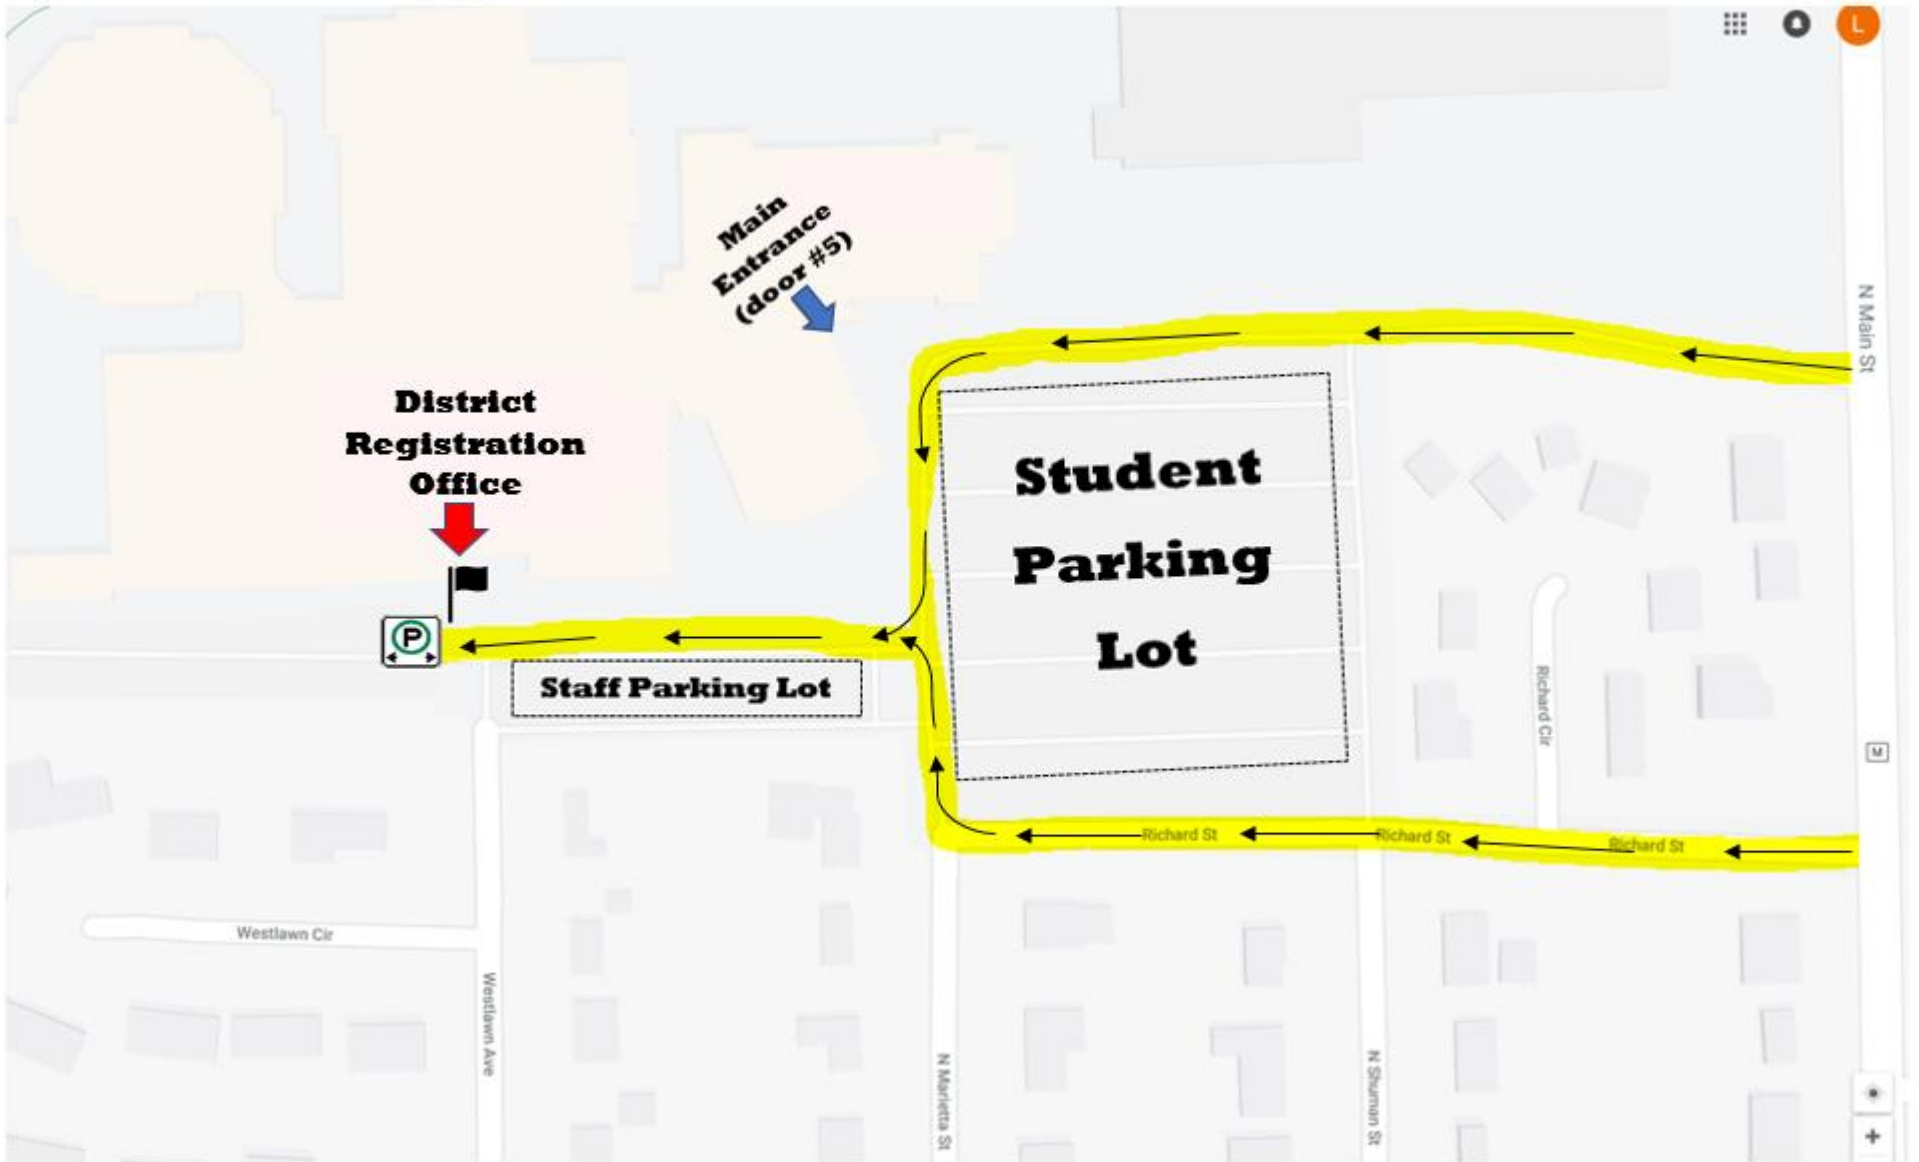 L
Main
Entrance
(door #5)
N Main St
District
Registration
Office
Student
Parking
Lot
P
Staff Parking Lot
Richard Cir
M
Richard St
Richard St
Richard St
Westlawn Cir
Westlawn Ave
N Marietta St
N Shuman St
+